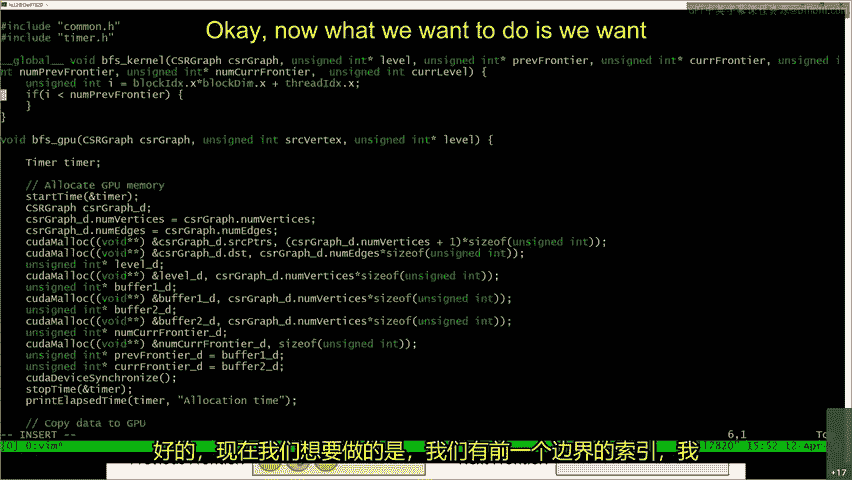 Okay, now what we want to do is we want
#include "common.h"
#include "timer.h"
__global__ void bfs_kernel(CSRGraph csrGraph, unsigned int* level, unsigned int* prevFrontier, unsigned int* currFrontier, unsigned i
nt numPrevFrontier, unsigned int* numCurrFrontier, unsigned int currLevel) {
unsigned int i = blockIdx.x*blockDim.x + threadIdx.x;
if(i < numPrevFrontier) {
}
}
void bfs_gpu(CSRGraph csrGraph, unsigned int srcVertex, unsigned int* level) {
Timer timer;
// Allocate GPU memory
startTime(&timer);
CSRGraph csrGraph_d;
csrGraph_d.numVertices = csrGraph.numVertices;
csrGraph_d.numEdges = csrGraph.numEdges;
cudaMalloc((void**) &csrGraph_d.srcPtrs, (csrGraph_d.numVertices + 1)*sizeof(unsigned int));
cudaMalloc((void**) &csrGraph_d.dst, csrGraph_d.numEdges*sizeof(unsigned int));
unsigned int* level_d;
cudaMalloc((void**) &level_d, csrGraph_d.numVertices*sizeof(unsigned int));
unsigned int* buffer1_d;
cudaMalloc((void**) &buffer1_d, csrGraph_d.numVertices*sizeof(unsigned int));
unsigned int* buffer2_d;
cudaMalloc((void**) &buffer2_d, csrGraph_d.numVertices*sizeof(unsigned int));
unsigned int* numCurrFrontier_d;
cudaMalloc((void**) &numCurrFrontier_d, sizeof(unsigned int));
unsigned int* prevFrontier_d = buffer1_d;
unsigned int* currFrontier_d = buffer2_d;
cudaDeviceSynchronize();
stopTime(&timer);
printElapsedTime(timer, "Allocation time");
// Copy data to GPU
-- INSERT -- 6,1
15:52 12-Apr-
好的，现在我们想要做的是，我们有前一个边界的索引，我
+17